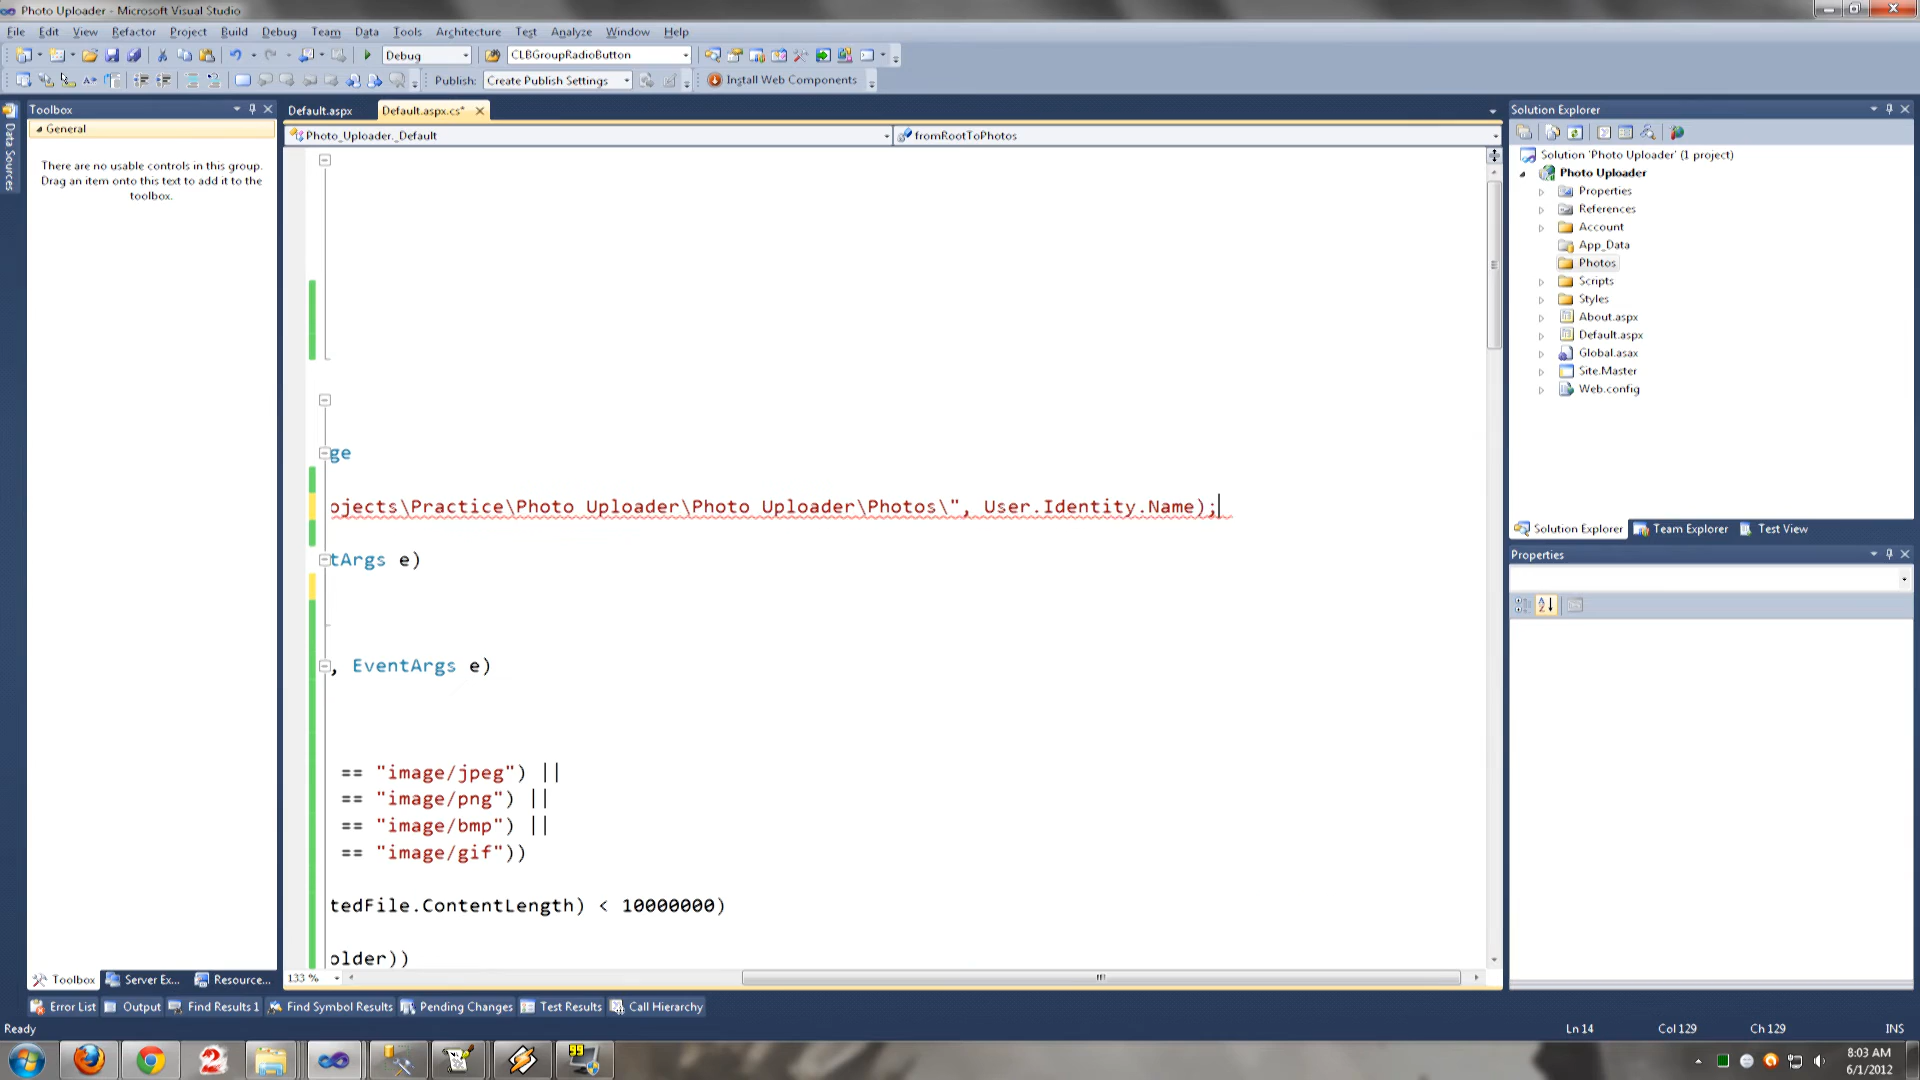 Photo Uploader - Microsoft Visual Studio
File Edit View Refactor Project Build Debug Team Data Tools Architecture Test Analyze Window Help
Debug CLBGroupRadioButton
Publish: Create Publish Settings Install Web Components
Data Sources
Toolbox
General
There are no usable controls in this group.
Drag an item onto this text to add it to the
toolbox.
Default.aspx Default.aspx.cs*
Photo_Uploader._Default fromRootToPhotos
ge
ojects\Practice\Photo Uploader\Photo Uploader\Photos\", User.Identity.Name);
tArgs e)
, EventArgs e)
== "image/jpeg") ||
== "image/png") ||
== "image/bmp") ||
== "image/gif"))
tedFile.ContentLength) < 10000000)
older))
133 %
Solution Explorer
Solution 'Photo Uploader' (1 project)
Photo Uploader
Properties
References
Account
App_Data
Photos
Scripts
Styles
About.aspx
Default.aspx
Global.asax
Site.Master
Web.config
Solution Explorer Team Explorer Test View
Properties
Toolbox Server Ex... Resource...
Error List Output Find Results 1 Find Symbol Results Pending Changes Test Results Call Hierarchy
Ready Ln 14 Col 129 Ch 129 INS
8:03 AM
6/1/2012